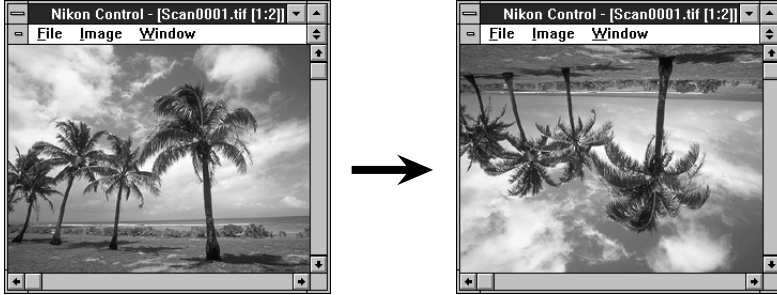 Nikon Control - [Scan0001.tif [1:2]]
File Image Window
Nikon Control - [Scan0001.tif [1:2]]
File Image Window